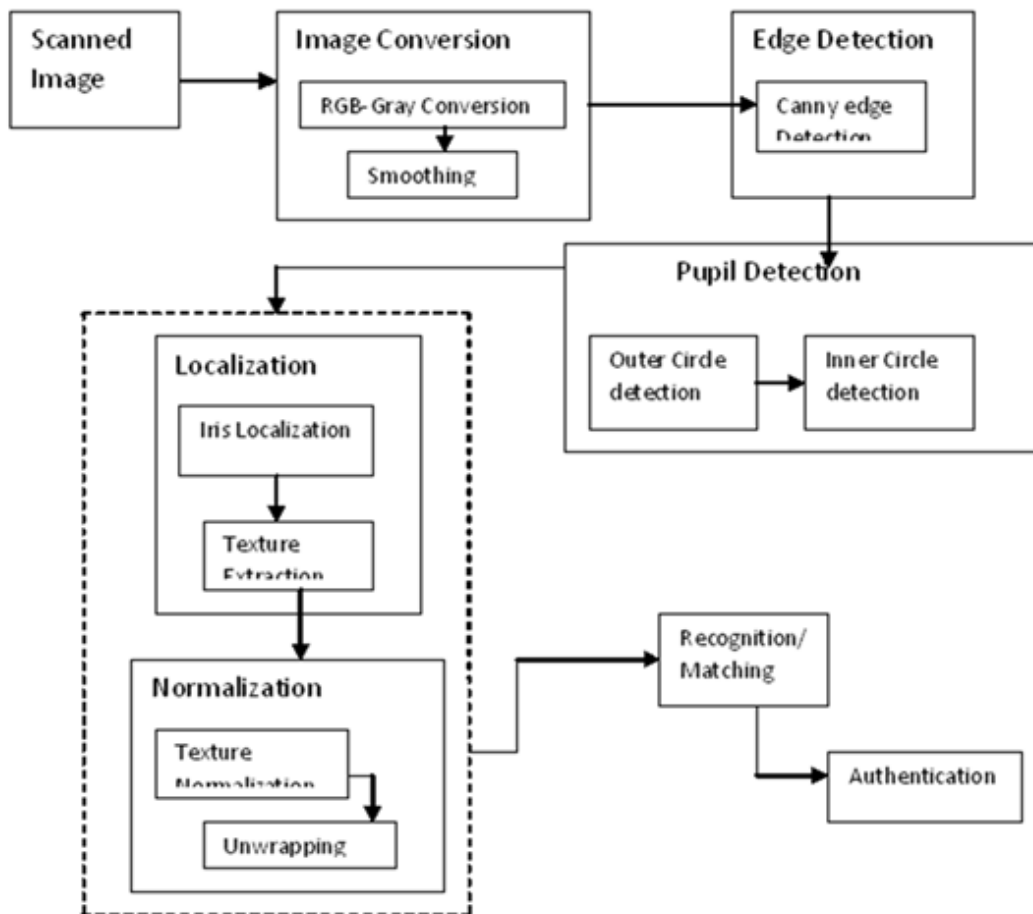 Scanned
Image
Image Conversion
RGB-Gray Conversion
Smoothing
Edge Detection
Canny edge
Detection
Pupil Detection
Outer Circle
detection
Inner Circle
detection
Localization
Iris Localization
Texture
Extraction
Normalization
Texture
Normalization
Unwrapping
Recognition/
Matching
Authentication